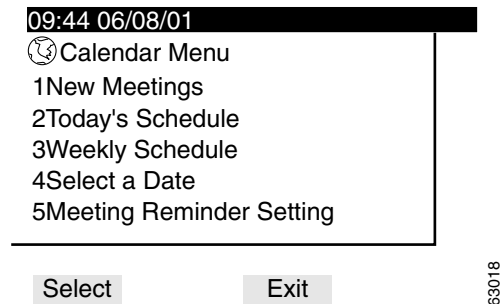 09:44 06/08/01
Calendar Menu
1New Meetings
2Today's Schedule
3Weekly Schedule
4Select a Date
5Meeting Reminder Setting
Select Exit
63018